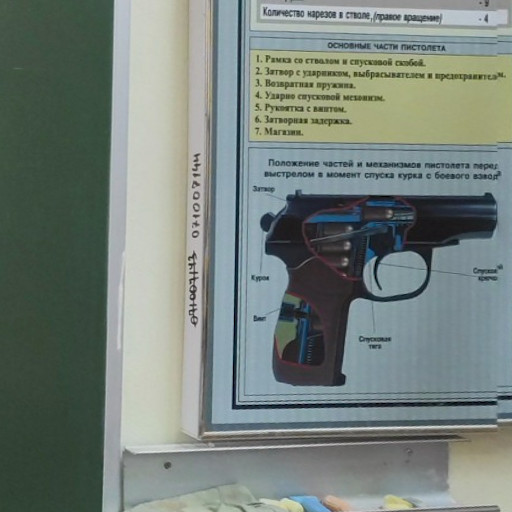 - 9
Количество нарезов в стволе, (правое вращение) - 4
ОСНОВНЫЕ ЧАСТИ ПИСТОЛЕТА
1. Рамка со стволом и спусковой скобой.
2. Затвор с ударником, выбрасывателем и предохранителем.
3. Возвратная пружина.
4. Ударно спусковой механизм.
5. Рукоятка с винтом.
6. Затворная задержка.
7. Магазин.
Положение частей и механизмов пистолета перед
выстрелом в момент спуска курка с боевого взвода
Затвор
Курок
Спусковой
крючок
Винт
Спусковая
тяга